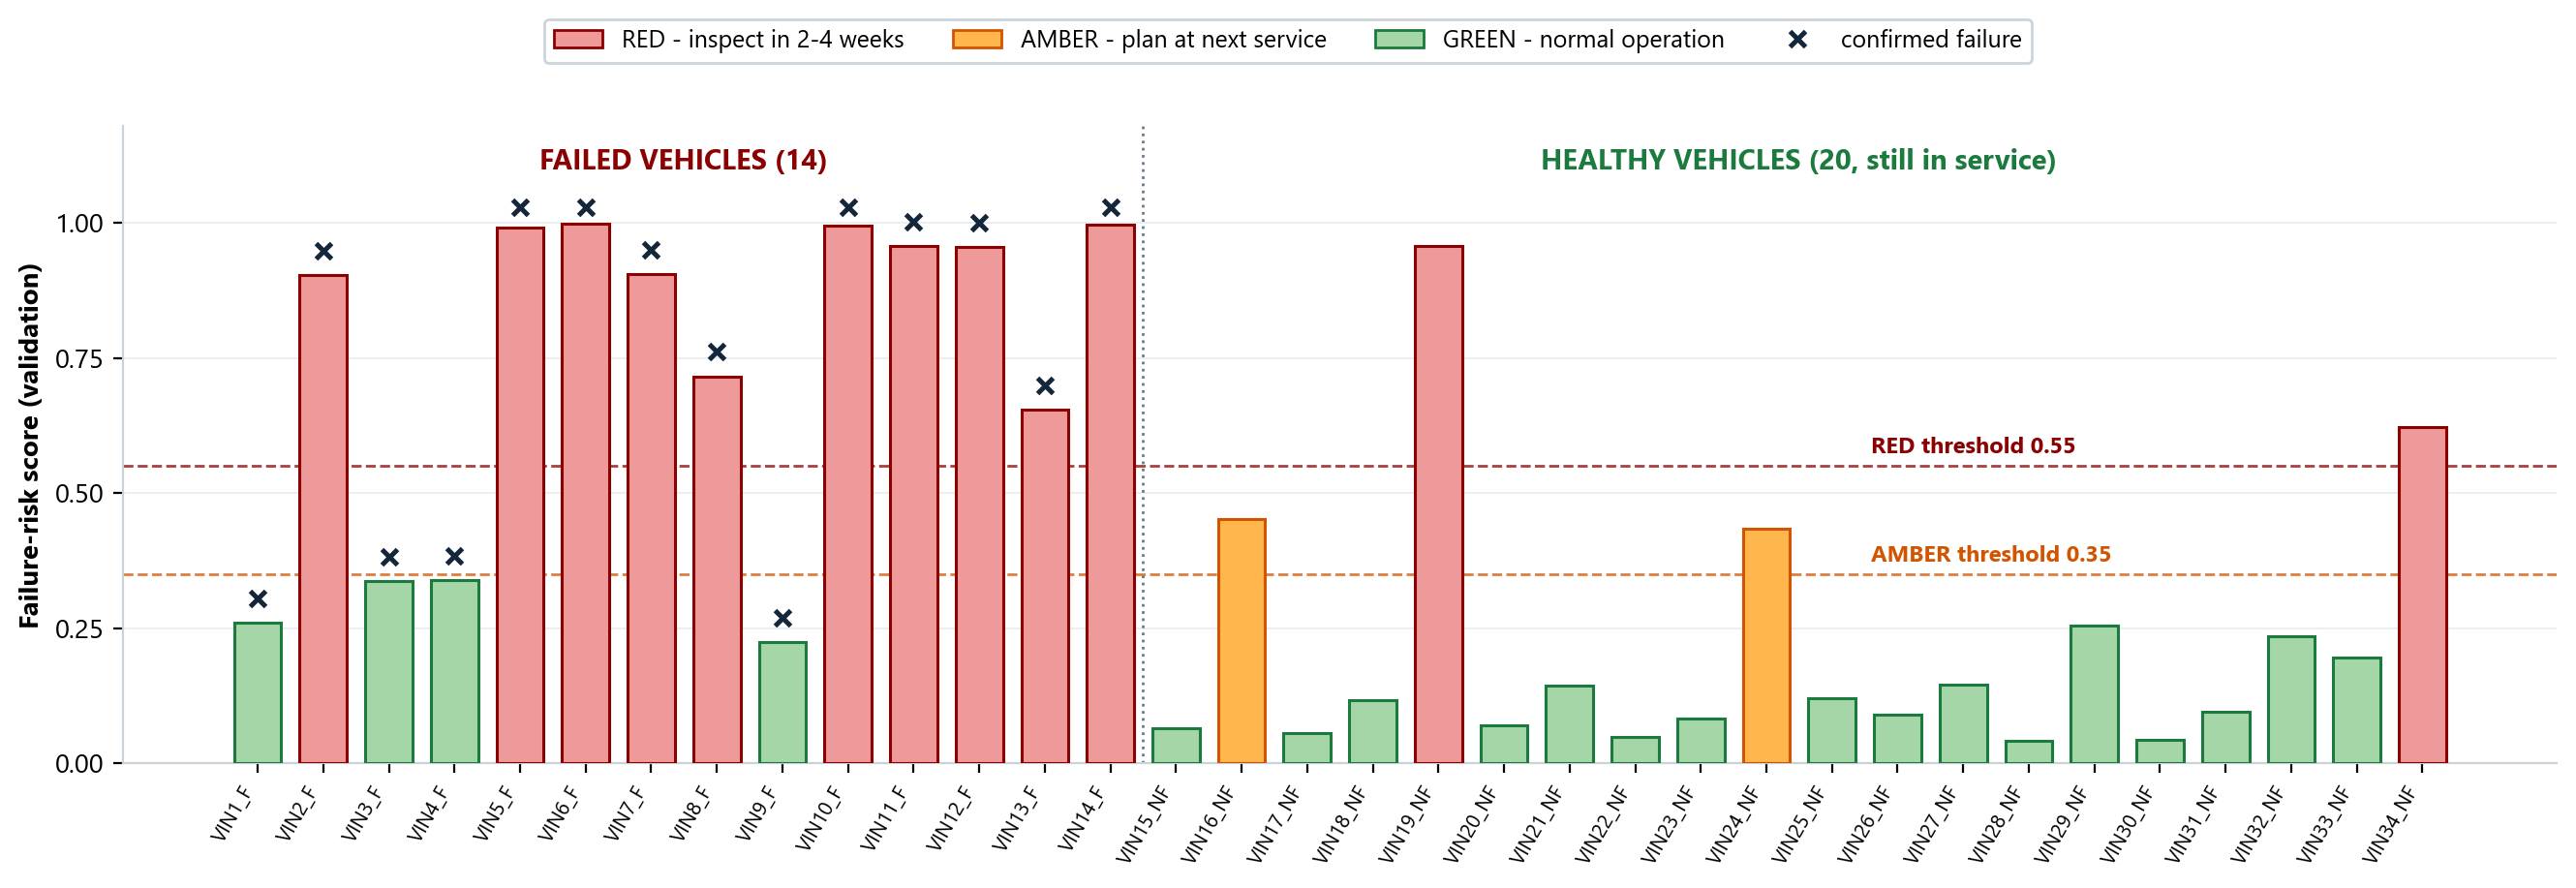 RED - inspect in 2-4 weeks
AMBER - plan at next service
GREEN - normal operation
confirmed failure
FAILED VEHICLES (14)
HEALTHY VEHICLES (20, still in service)
Failure-risk score (validation)
1.00
0.75
0.50
0.25
0.00
RED threshold 0.55
AMBER threshold 0.35
VIN1_F
VIN2_F
VIN3_F
VIN4_F
VIN5_F
VIN6_F
VIN7_F
VIN8_F
VIN9_F
VIN10_F
VIN11_F
VIN12_F
VIN13_F
VIN14_F
VIN15_NF
VIN16_NF
VIN17_NF
VIN18_NF
VIN19_NF
VIN20_NF
VIN21_NF
VIN22_NF
VIN23_NF
VIN24_NF
VIN25_NF
VIN26_NF
VIN27_NF
VIN28_NF
VIN29_NF
VIN30_NF
VIN31_NF
VIN32_NF
VIN33_NF
VIN34_NF